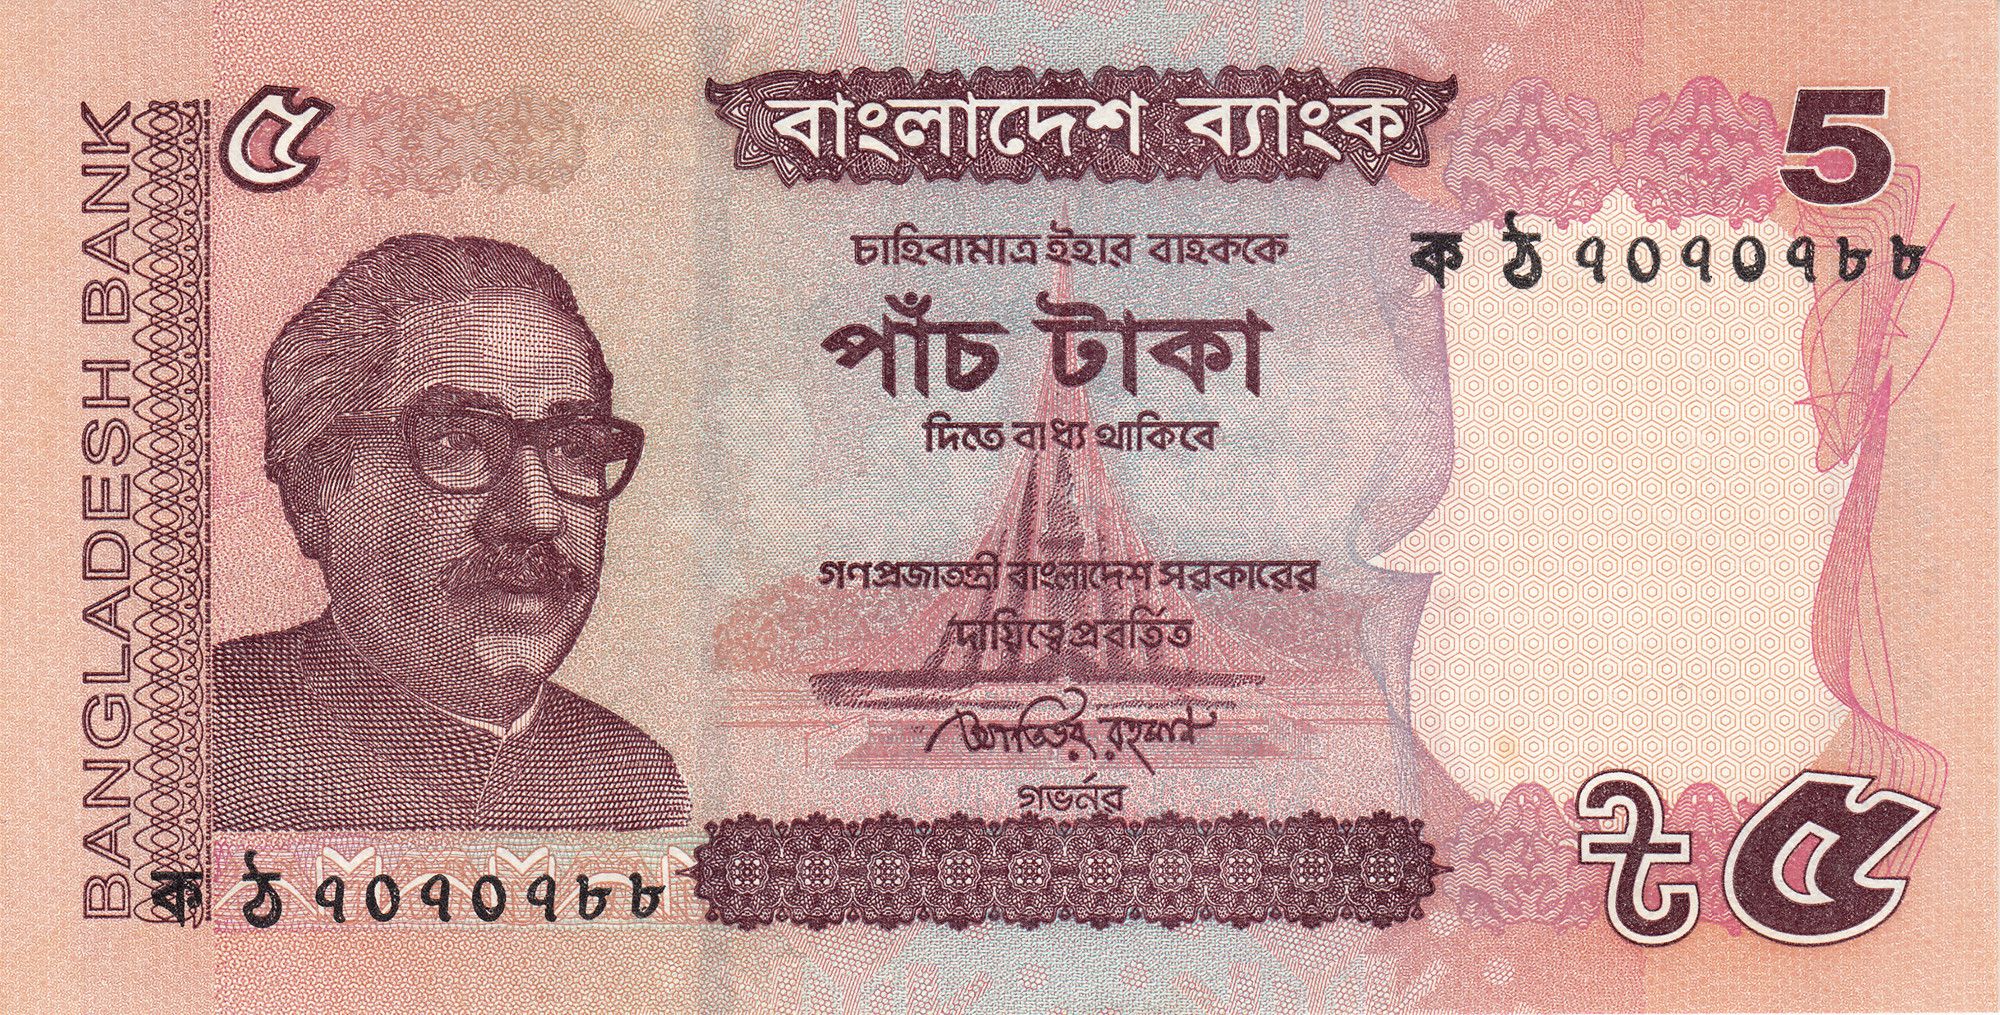 BANGLADESH BANK
৫
বাংলাদেশ ব্যাংক
5
চাহিবামাত্র ইহার বাহককে
ক ঠ ৭০৭০৭৮৮
পাঁচ টাকা
দিতে বাধ্য থাকিবে
গণপ্রজাতন্ত্রী বাংলাদেশ সরকারের
দায়িত্বে প্রবর্তিত
আতিউর রহমান
গভর্নর
ক ঠ ৭০৭০৭৮৮
৳ ৫